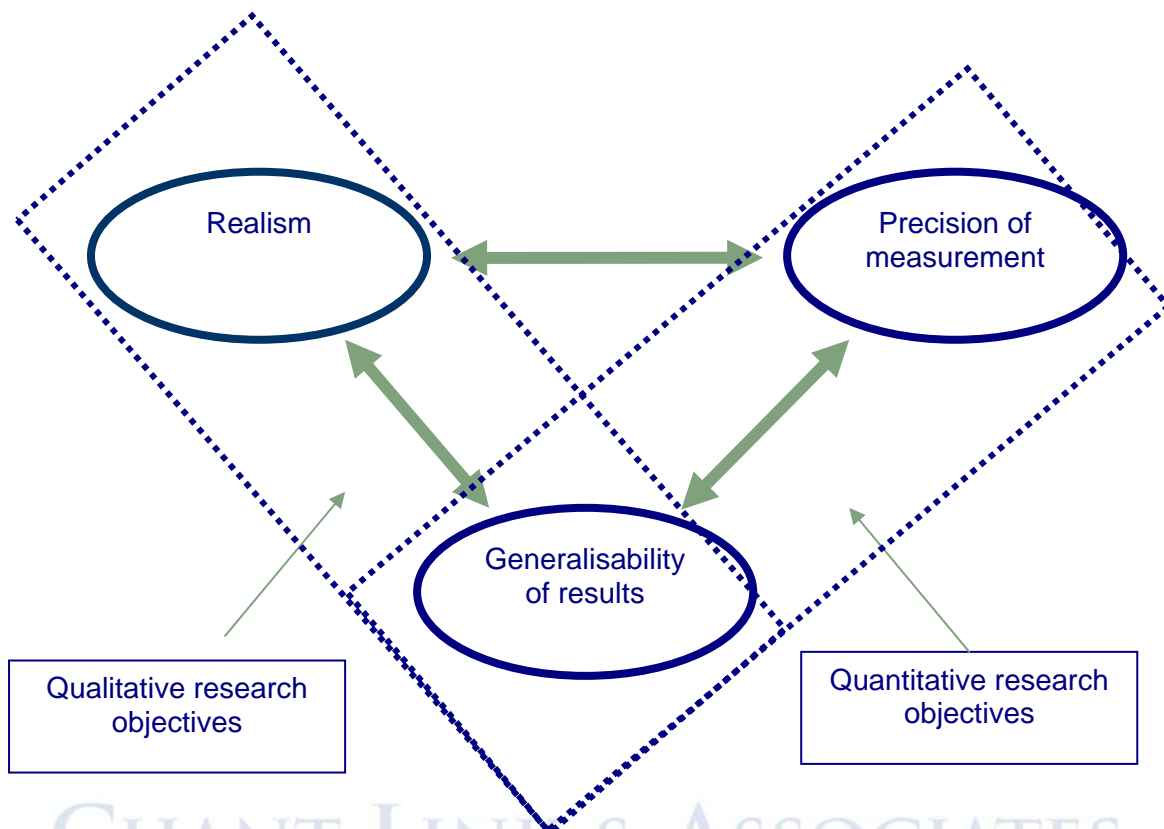 Realism
Precision of
measurement
Generalisability
of results
Qualitative research
objectives
Quantitative research
objectives